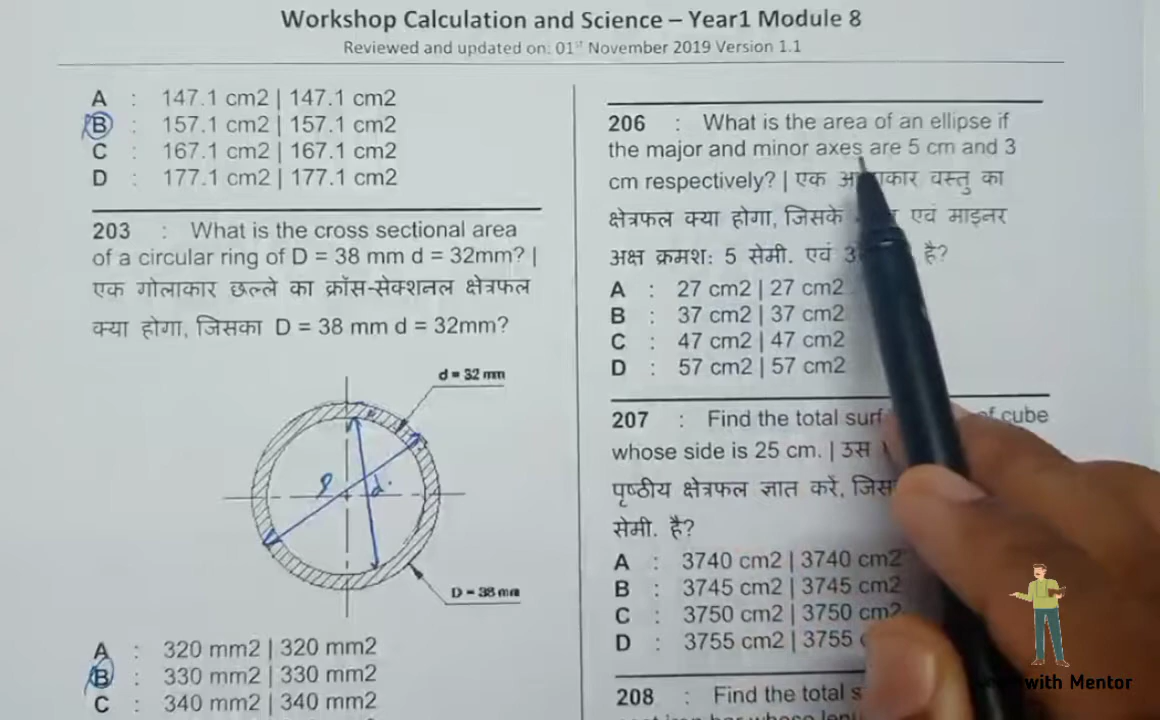 Workshop Calculation and Science – Year1 Module 8
Reviewed and updated on: 01st November 2019 Version 1.1
A : 147.1 cm2 | 147.1 cm2
B : 157.1 cm2 | 157.1 cm2
C : 167.1 cm2 | 167.1 cm2
D : 177.1 cm2 | 177.1 cm2
203 : What is the cross sectional area
of a circular ring of D = 38 mm d = 32mm? |
एक गोलाकार छल्ले का क्रॉस-सेक्शनल क्षेत्रफल
क्या होगा, जिसका D = 38 mm d = 32mm?
d = 32 mm
d
D = 38 mm
A : 320 mm2 | 320 mm2
B : 330 mm2 | 330 mm2
C : 340 mm2 | 340 mm2
206 : What is the area of an ellipse if
the major and minor axes are 5 cm and 3
cm respectively? | एक वस्तु का
क्षेत्रफल क्या होगा, जिसके एवं माइनर
अक्ष क्रमश: 5 सेमी. एवं 3 है?
A : 27 cm2 | 27 cm2
B : 37 cm2 | 37 cm2
C : 47 cm2 | 47 cm2
D : 57 cm2 | 57 cm2
207 : Find the total of cube
whose side is 25 cm. | उस
पृष्ठीय क्षेत्रफल ज्ञात करें,
सेमी. है?
A : 3740 cm2 | 3740 cm2
B : 3745 cm2 | 3745 cm2
C : 3750 cm2 | 3750 cm2
D : 3755 cm2 | 3755
208 : Find the total
with Mentor